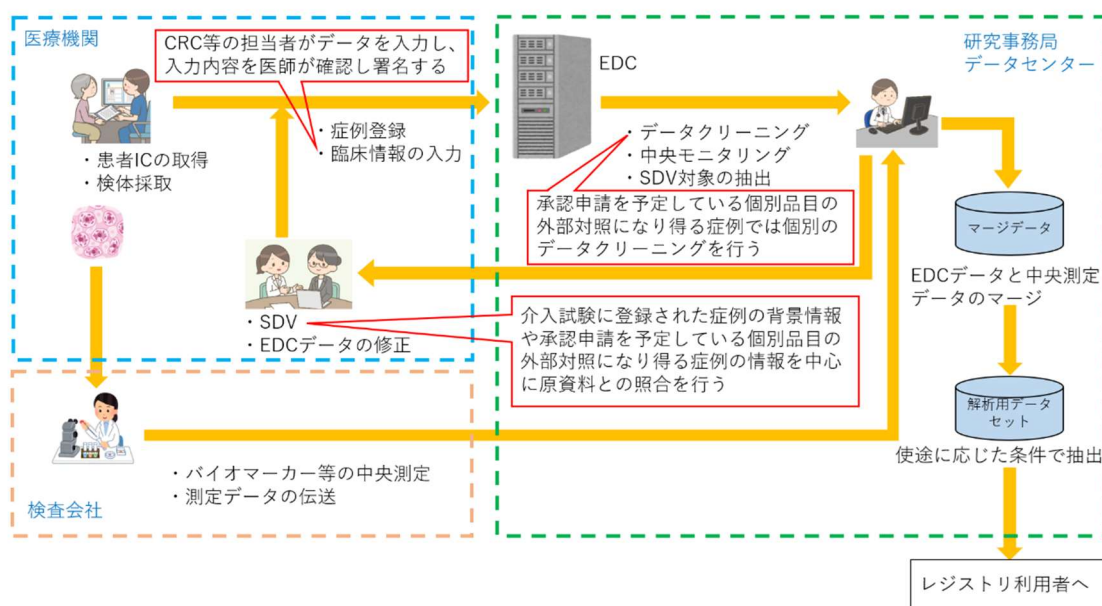 医療機関
CRC等の担当者がデータを入力し、
入力内容を医師が確認し署名する
・患者ICの取得
・検体採取
・症例登録
・臨床情報の入力
・SDV
・EDCデータの修正
EDC
研究事務局
データセンター
・データクリーニング
・中央モニタリング
・SDV対象の抽出
承認申請を予定している個別品目の
外部対照になり得る症例では個別の
データクリーニングを行う
介入試験に登録された症例の背景情報
や承認申請を予定している個別品目の
外部対照になり得る症例の情報を中心
に原資料との照合を行う
マージデータ
EDCデータと中央測定
データのマージ
解析用データ
セット
使途に応じた条件で抽出
・バイオマーカー等の中央測定
・測定データの伝送
検査会社
レジストリ利用者へ